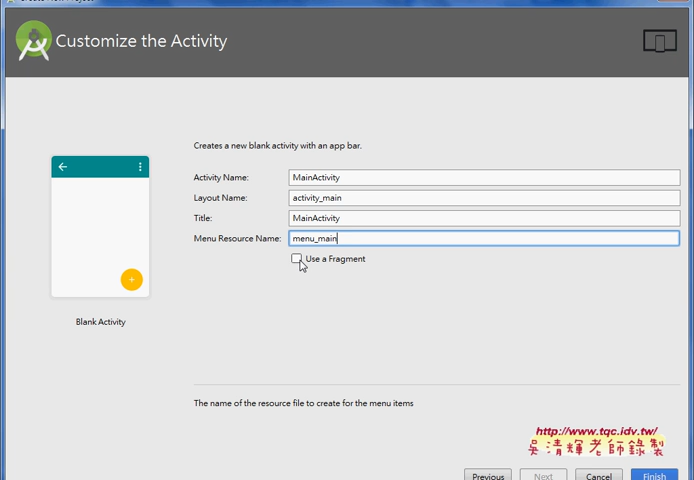 Customize the Activity
Creates a new blank activity with an app bar.
Activity Name: MainActivity
Layout Name: activity_main
Title: MainActivity
Menu Resource Name: menu_main
Use a Fragment
Blank Activity
The name of the resource file to create for the menu items
http://www.tqc.idv.tw/
吳清輝老師錄製
Previous Next Cancel Finish